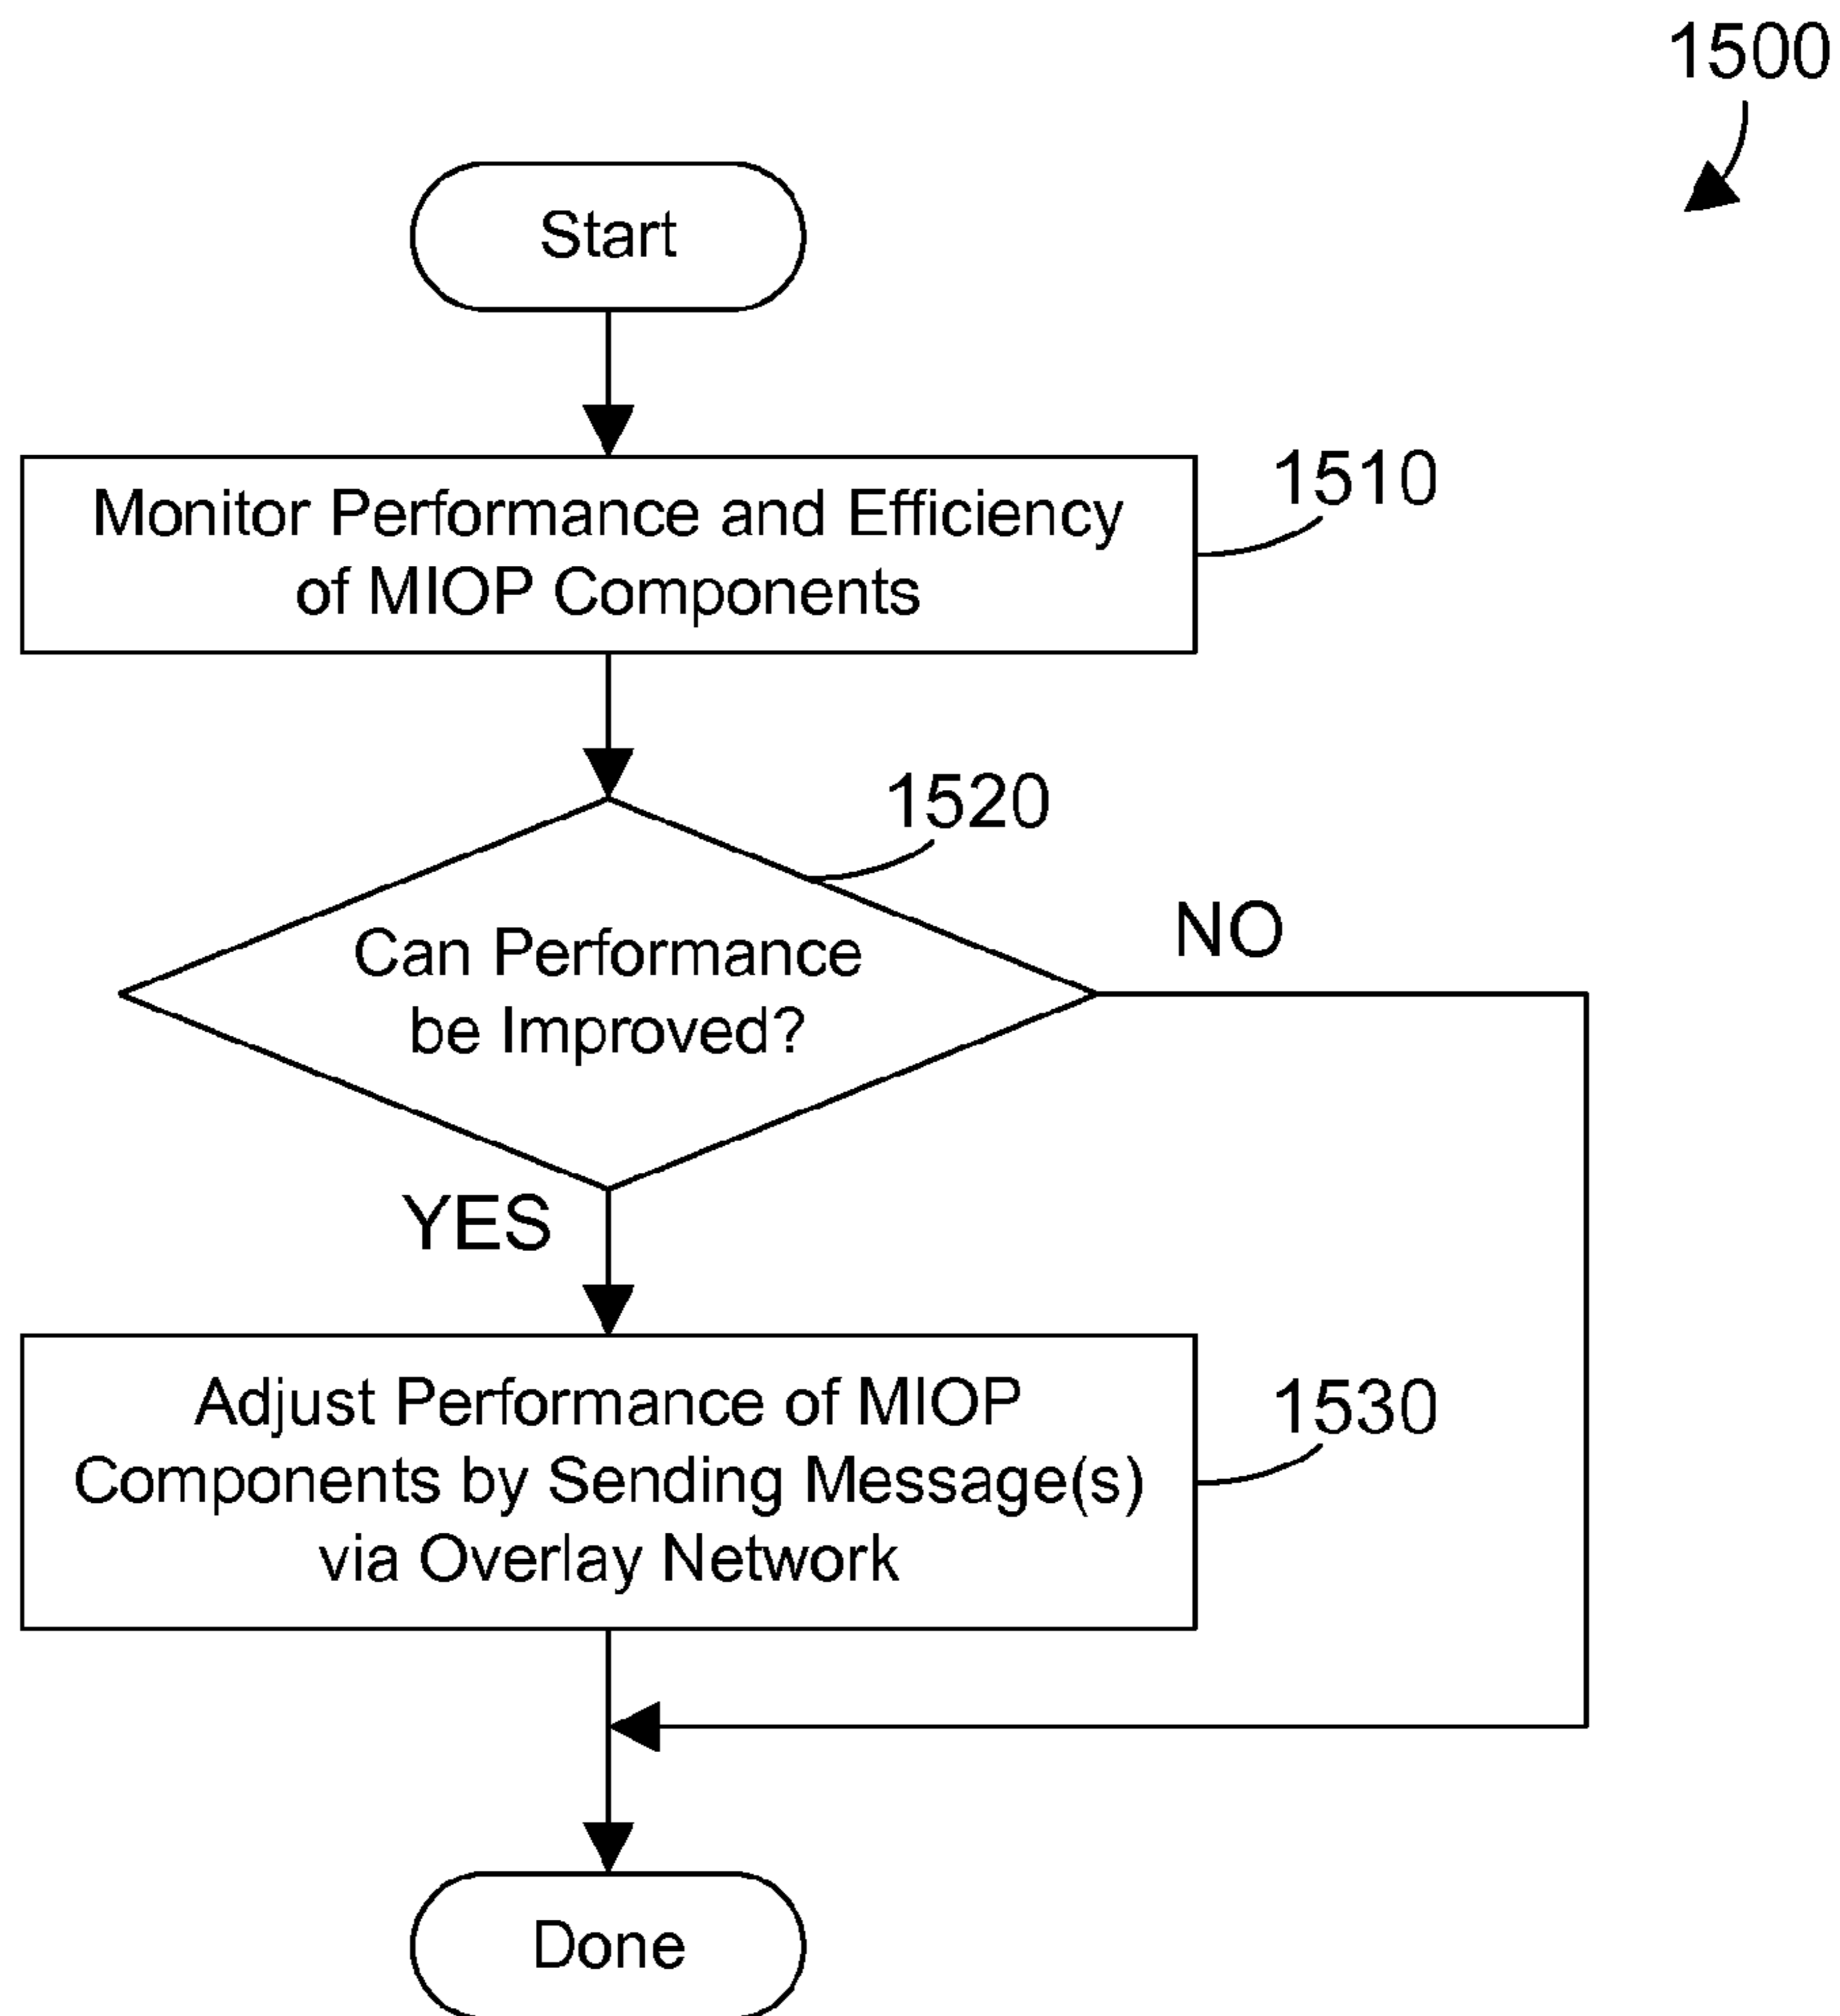 1500
Start
Monitor Performance and Efficiency
of MIOP Components
1510
1520
Can Performance
be Improved?
NO
YES
Adjust Performance of MIOP
Components by Sending Message(s)
via Overlay Network
1530
Done